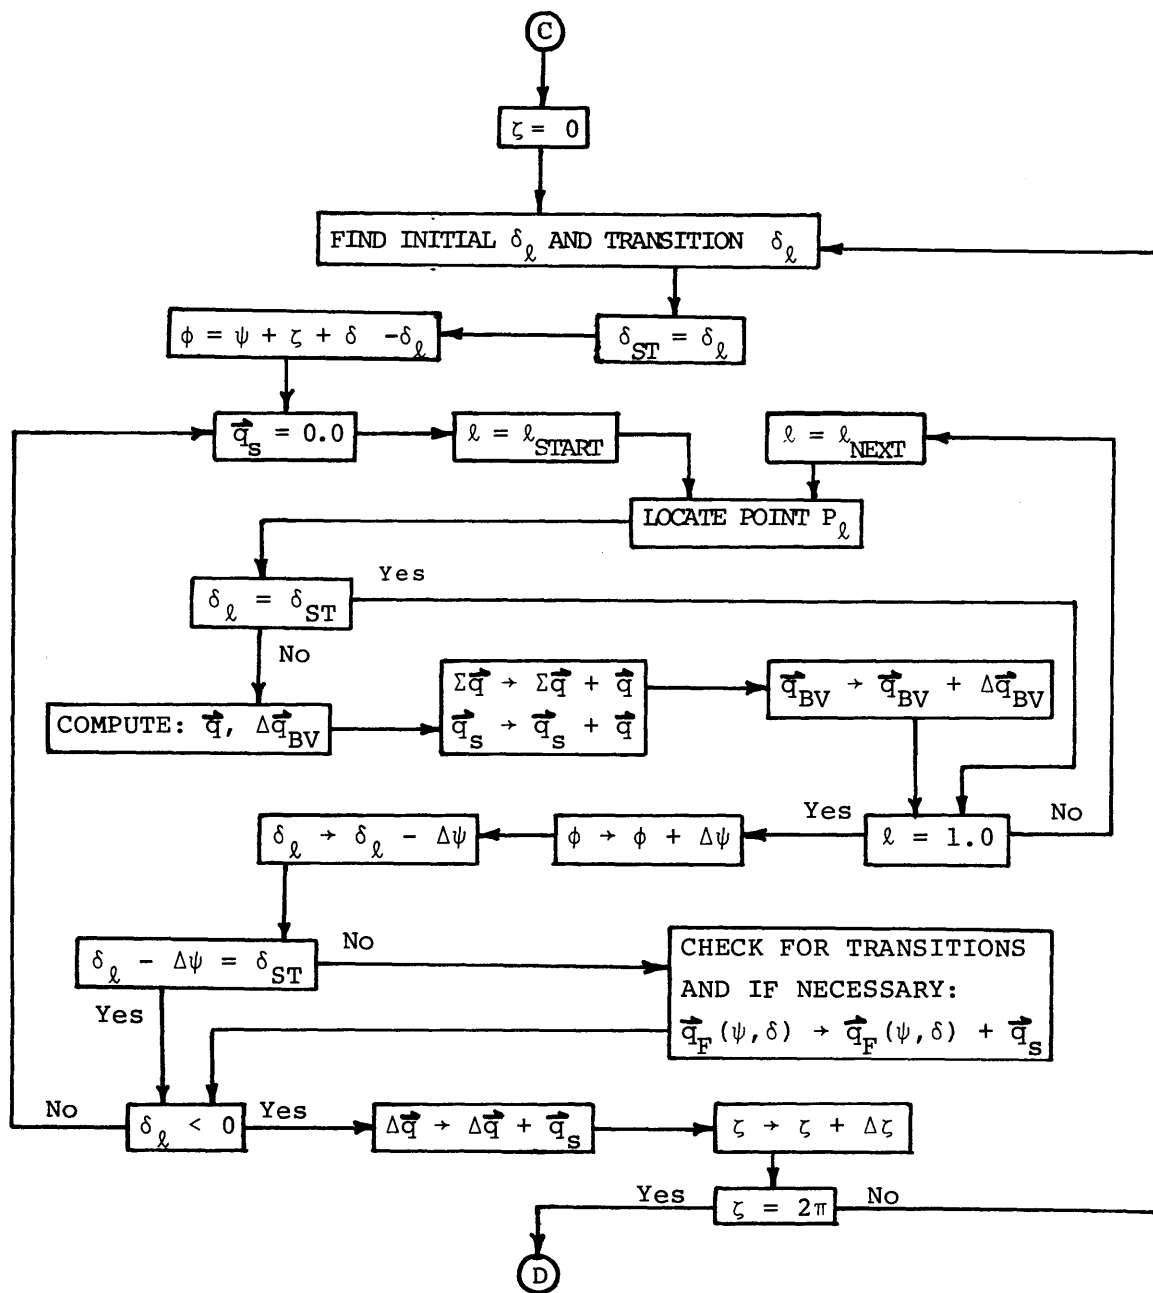 C
ζ = 0
FIND INITIAL δ_ℓ AND TRANSITION δ_ℓ
φ = ψ + ζ + δ -δ_ℓ
δ_ST = δ_ℓ
q⃗_s = 0.0
ℓ = ℓ_START
ℓ = ℓ_NEXT
LOCATE POINT P_ℓ
Yes
δ_ℓ = δ_ST
No
Σq⃗ → Σq⃗ + q⃗
q⃗_s → q⃗_s + q⃗
q⃗_BV → q⃗_BV + Δq⃗_BV
COMPUTE: q⃗, Δq⃗_BV
Yes
No
δ_ℓ → δ_ℓ - Δψ
φ → φ + Δψ
ℓ = 1.0
No
δ_ℓ - Δψ = δ_ST
Yes
CHECK FOR TRANSITIONS
AND IF NECESSARY:
q⃗_F(ψ,δ) → q⃗_F(ψ,δ) + q⃗_s
No
δ_ℓ < 0
Yes
Δq⃗ → Δq⃗ + q⃗_s
ζ → ζ + Δζ
Yes
ζ = 2π
No
D